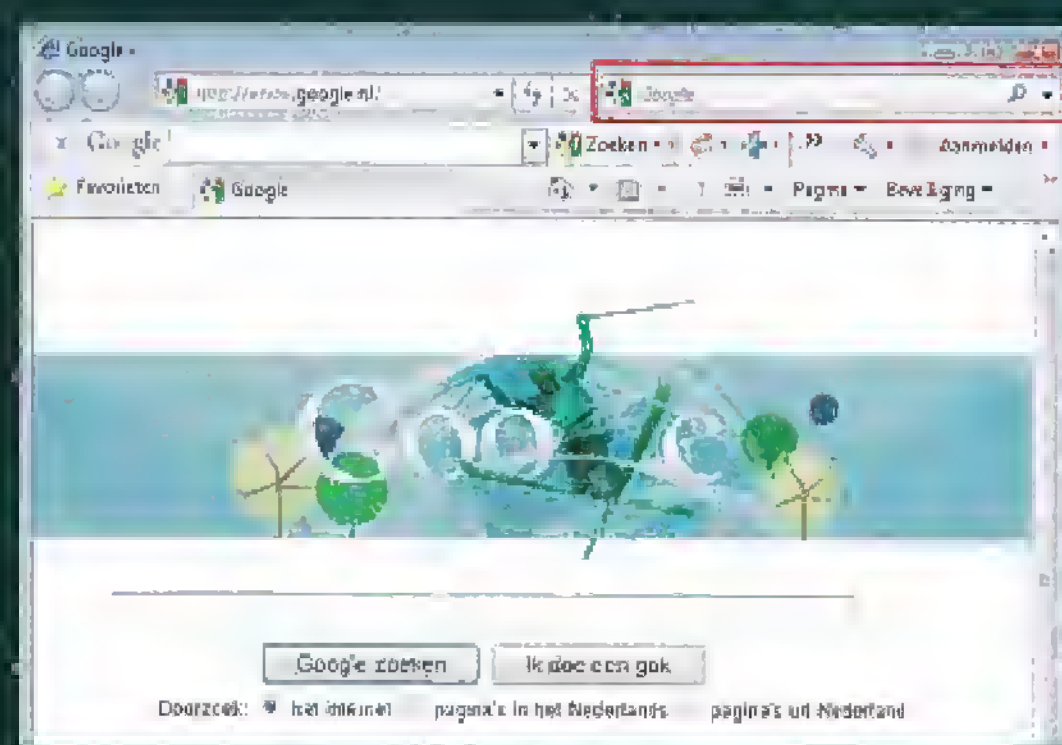 Google -
http://www.google.nl/ Google
Google Zoeken Aanmelden
Favorieten Google Pagina Beveiliging
Google zoeken Ik doe een gok
Doorzoek: het internet pagina's in het Nederlands pagina's uit Nederland